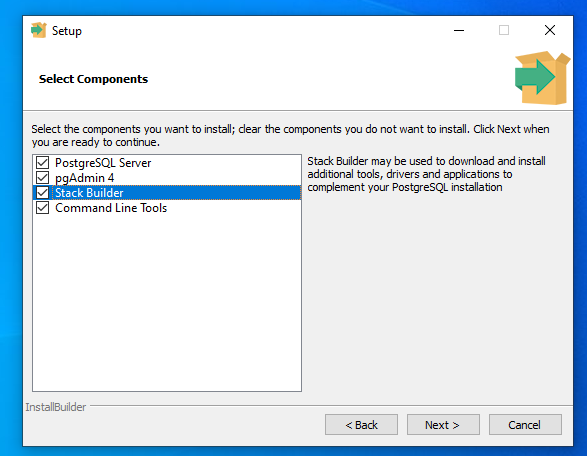 Setup
Select Components
Select the components you want to install; clear the components you do not want to install. Click Next when
you are ready to continue.
PostgreSQL Server
pgAdmin 4
Stack Builder
Command Line Tools
Stack Builder may be used to download and install
additional tools, drivers and applications to
complement your PostgreSQL installation
InstallBuilder
< Back
Next >
Cancel